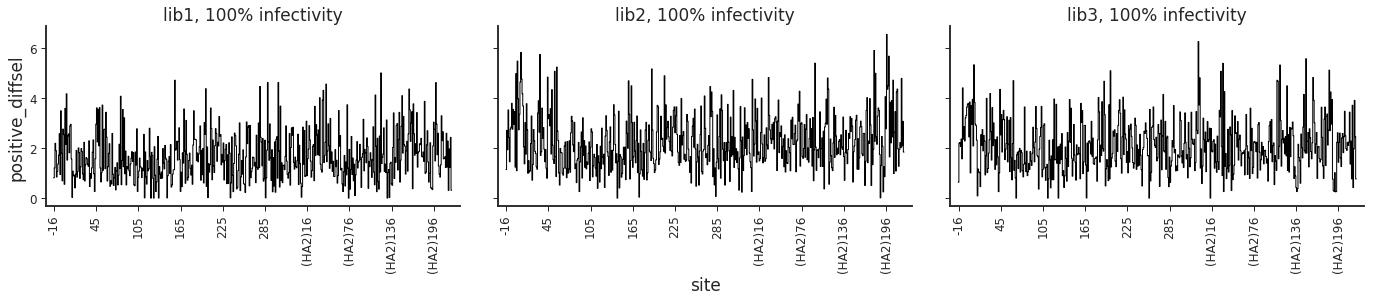 lib1, 100% infectivity
lib2, 100% infectivity
lib3, 100% infectivity
positive_diffsel
6
4
2
0
-16 45 105 165 225 285 (HA2)16 (HA2)76 (HA2)136 (HA2)196
-16 45 105 165 225 285 (HA2)16 (HA2)76 (HA2)136 (HA2)196
-16 45 105 165 225 285 (HA2)16 (HA2)76 (HA2)136 (HA2)196
site